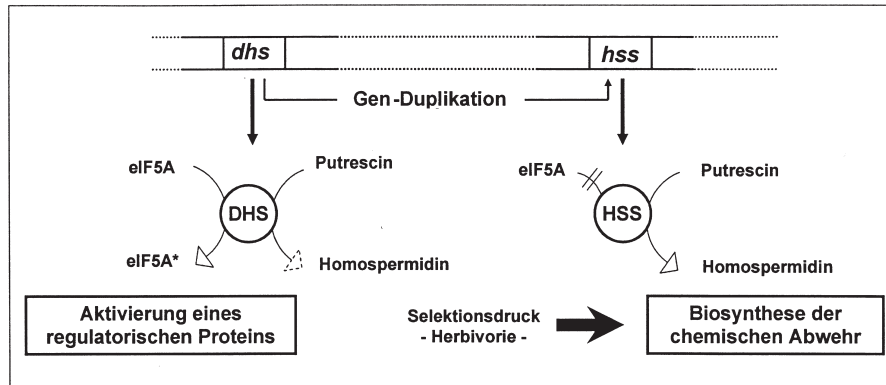 dhs
hss
Gen-Duplikation
eIF5A
Putrescin
eIF5A
Putrescin
DHS
HSS
eIF5A*
Homospermidin
Homospermidin
Aktivierung eines
regulatorischen Proteins
Selektionsdruck
- Herbivorie -
Biosynthese der
chemischen Abwehr